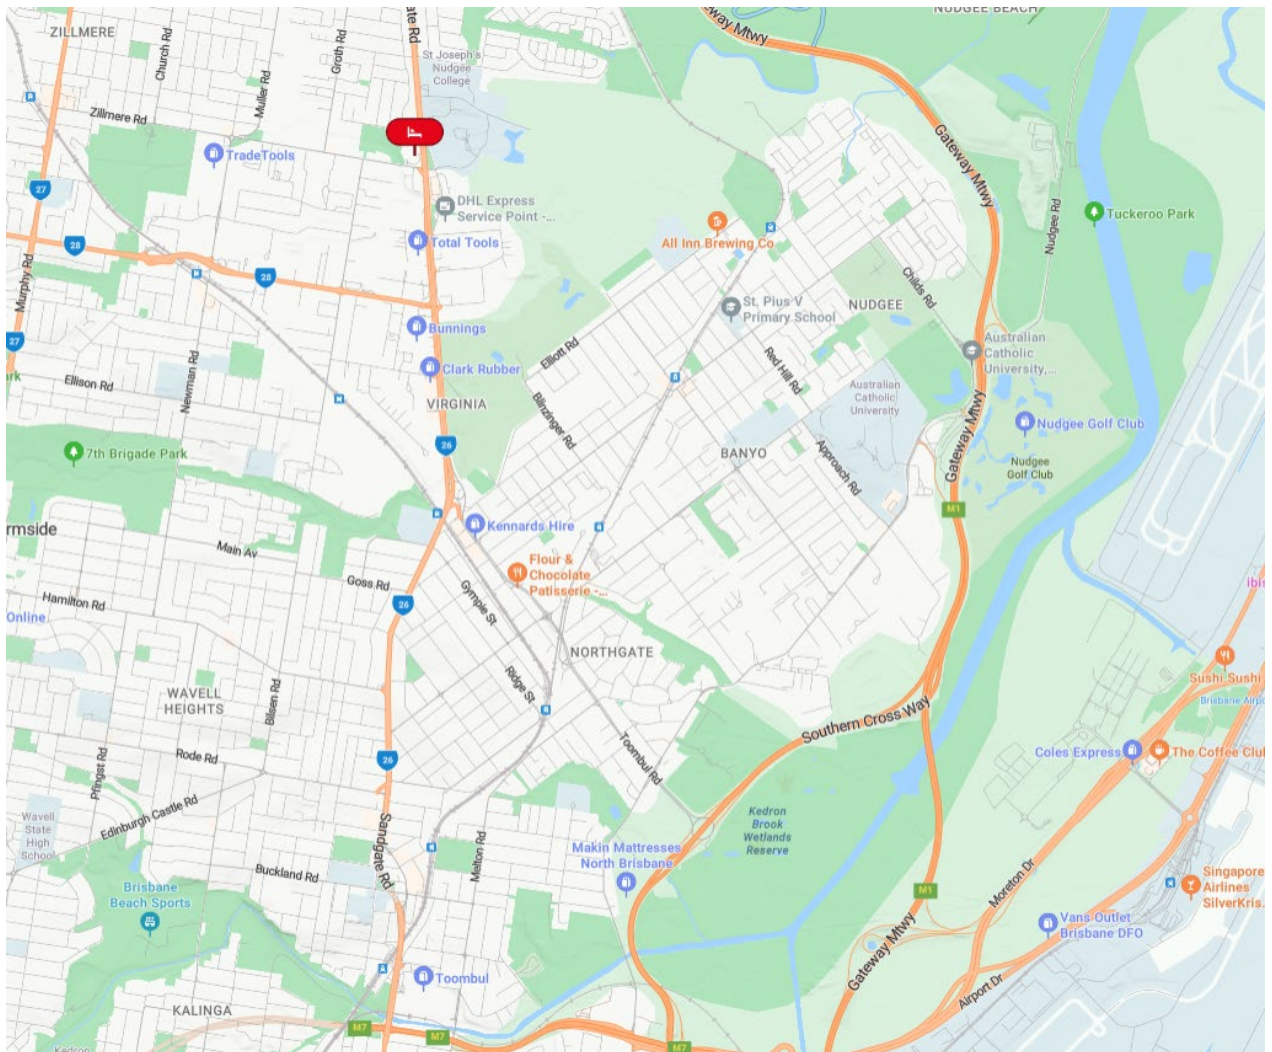 NUDGEE BEACH
ZILLMERE
Church Rd
Groth Rd
ate Rd
eway Mtwy
St Joseph's
Nudgee
College
Muller Rd
Zillmere Rd
TradeTools
Gateway Mtwy
27
DHL Express
Service Point -...
Tuckeroo Park
Nudgee Rd
28
Total Tools
All Inn Brewing Co
28
Murphy Rd
Childs Rd
St. Pius V
Primary School
NUDGEE
Bunnings
27
Elliott Rd
Red Hill Rd
Australian
Catholic
University,...
ark
Ellison Rd
Newman Rd
Clark Rubber
Australian
Catholic
University
VIRGINIA
Blinzinger Rd
Gateway Mtwy
Nudgee Golf Club
26
7th Brigade Park
BANYO
Approach Rd
Nudgee
Golf Club
M1
rmside
Kennards Hire
Main Av
Flour &
Chocolate
Patisserie -...
Goss Rd
Gympie St
ibis
Hamilton Rd
26
Online
NORTHGATE
Sushi Sushi
WAVELL
HEIGHTS
Bilsen Rd
Ridge St
Brisbane Airpo
Southern Cross Way
Rode Rd
Toombul Rd
Coles Express
The Coffee Club
26
Pfingst Rd
Edinburgh Castle Rd
Sandgate Rd
Kedron
Brook
Wetlands
Reserve
Wavell
State
High
School
Melton Rd
Makin Mattresses
North Brisbane
Buckland Rd
Moreton Dr
Singapore
Airlines
SilverKris...
M1
Brisbane
Beach Sports
Vans Outlet
Brisbane DFO
Gateway Mtwy
Toombul
Airport Dr
KALINGA
M7
M7
M7
Kedron